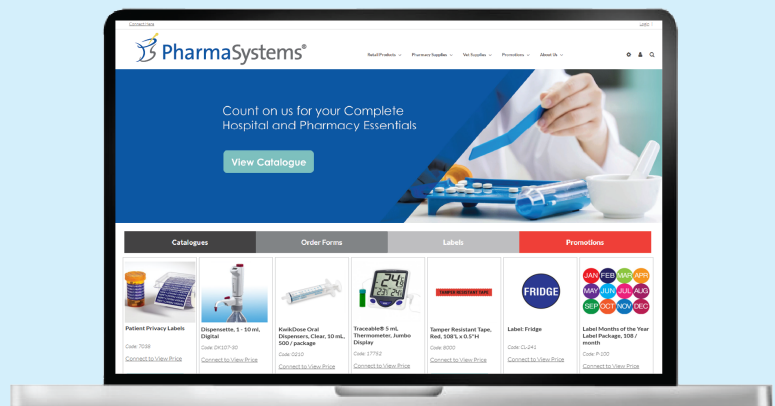 Connect Here
Login
PharmaSystems®
Retail Products
Pharmacy Supplies
Vet Supplies
Promotions
About Us
Count on us for your Complete
Hospital and Pharmacy Essentials
View Catalogue
Catalogues
Order Forms
Labels
Promotions
Patient Privacy Labels
Code: 7038
Connect to View Price
Dispensette, 1 - 10 ml,
Digital
Code: DX107-30
Connect to View Price
KwikDose Oral
Dispensers, Clear, 10 mL,
500 / package
Code: 0210
Connect to View Price
Traceable® 5 mL
Thermometer, Jumbo
Display
Code: 17762
Connect to View Price
TAMPER RESISTANT TAPE
Tamper Resistant Tape,
Red, 108'L x 0.5"H
Code: 6000
Connect to View Price
FRIDGE
Label: Fridge
Code: CL-241
Connect to View Price
JAN FEB MAR APR
MAY JUN JUL AUG
SEP OCT NOV DEC
Label Months of the Year
Label Package, 108 /
month
Code: P-100
Connect to View Price